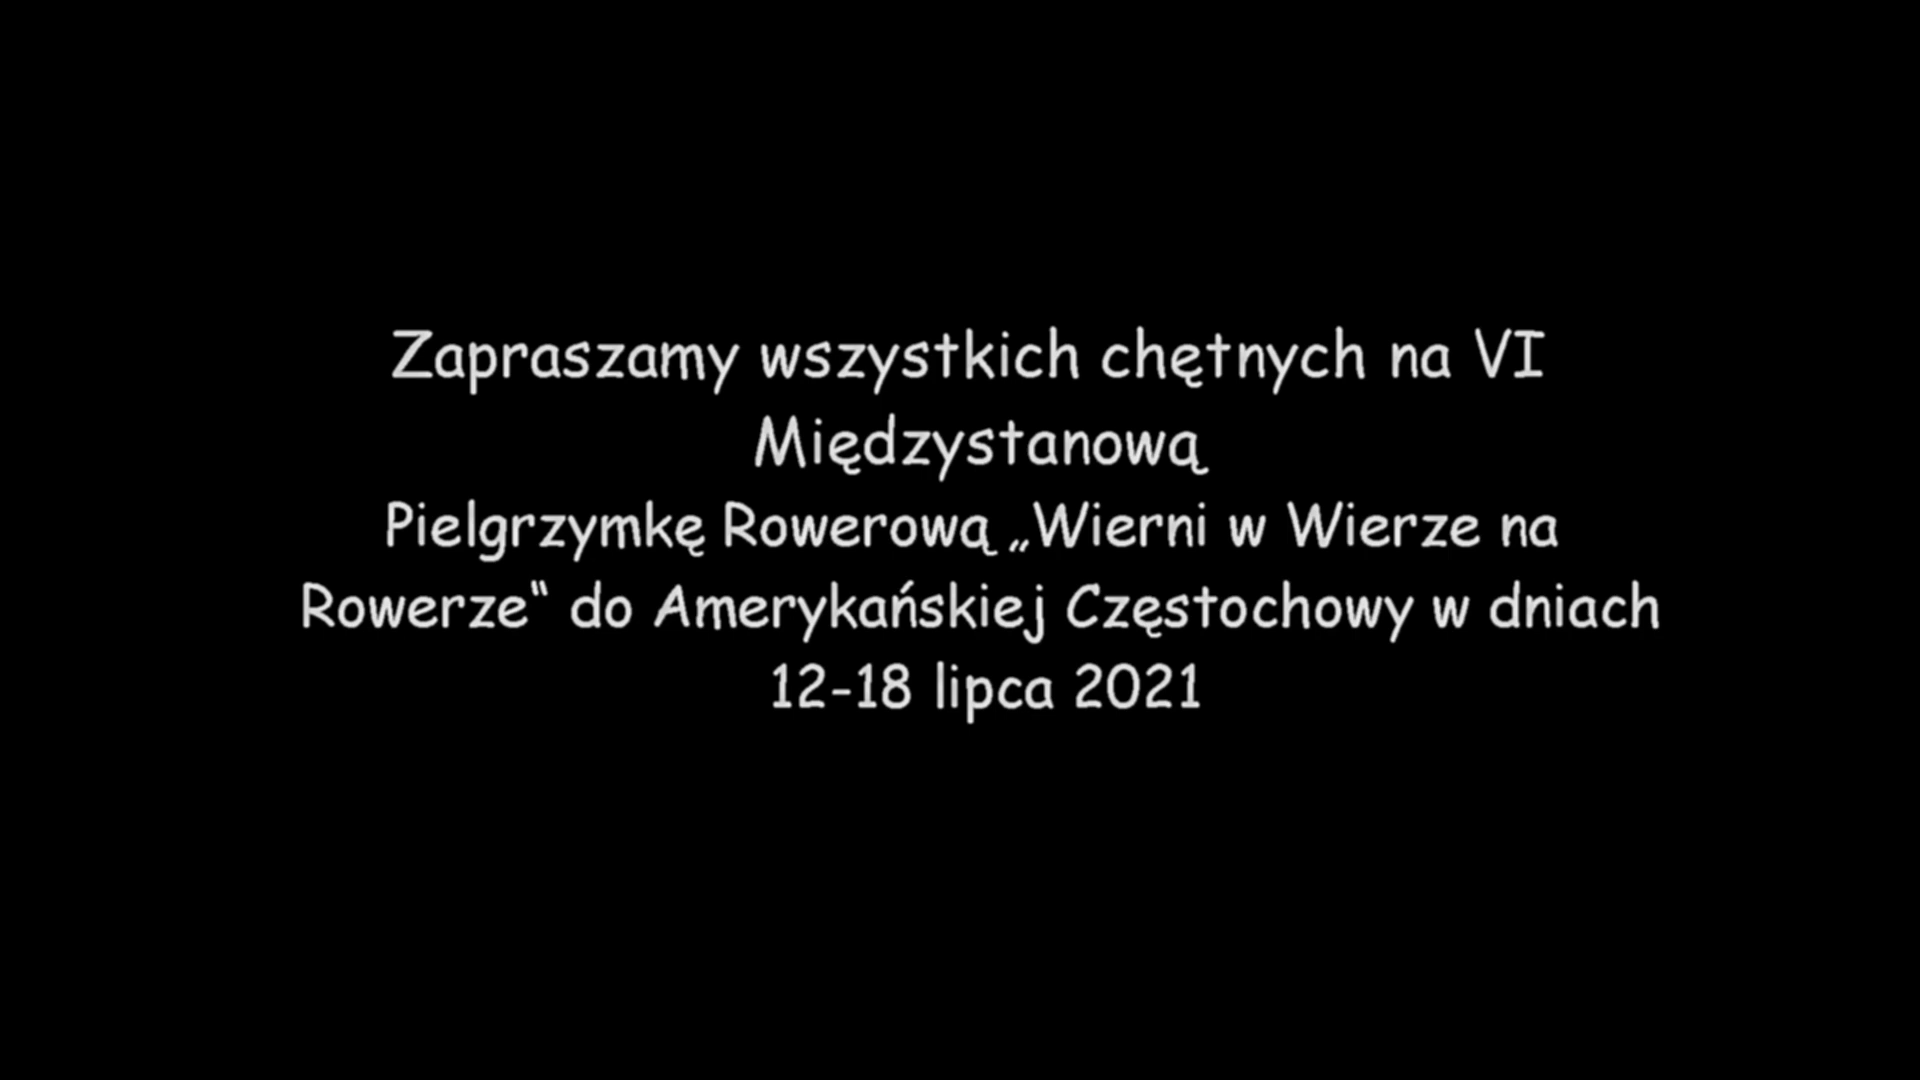 Zapraszamy wszystkich chętnych na VI
Międzystanową
Pielgrzymkę Rowerową „Wierni w Wierze na
Rowerze“ do Amerykańskiej Częstochowy w dniach
12-18 lipca 2021